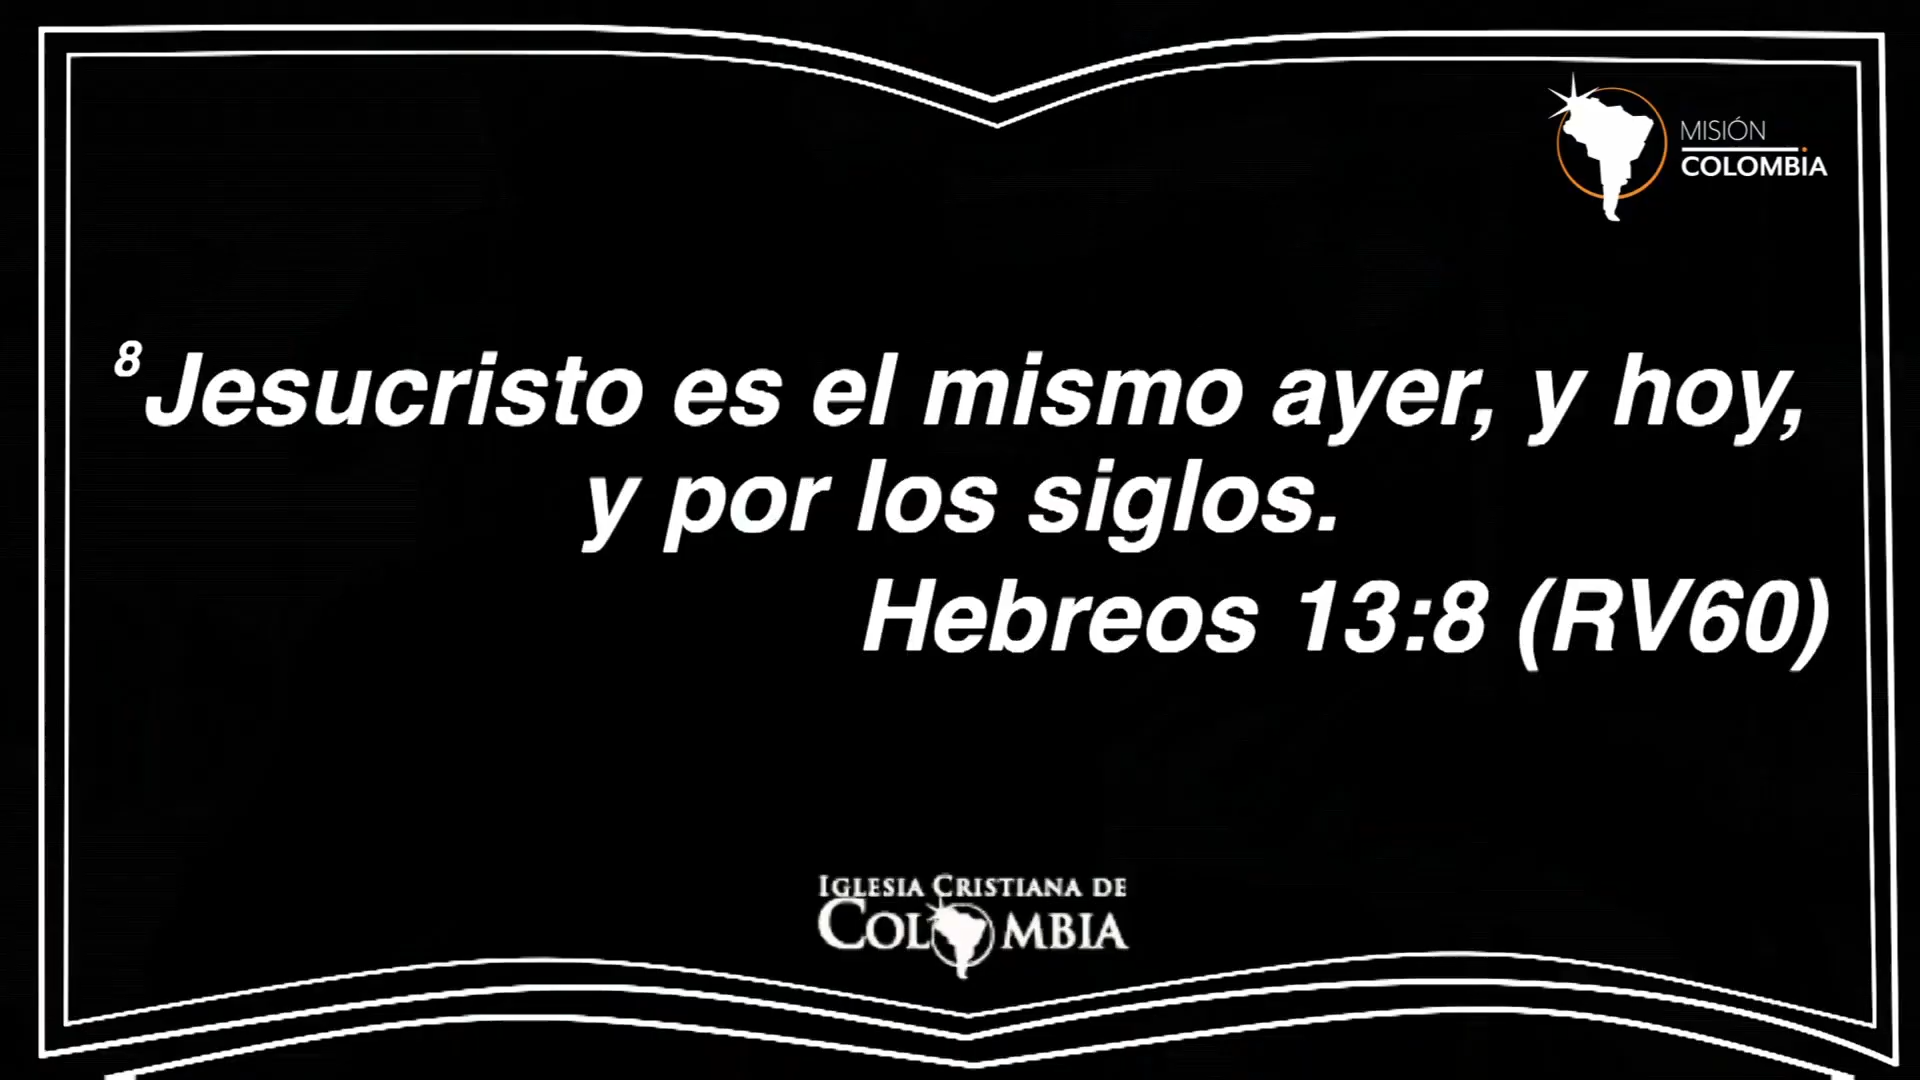 MISIÓN
COLOMBIA
8 Jesucristo es el mismo ayer, y hoy,
y por los siglos.
Hebreos 13:8 (RV60)
IGLESIA CRISTIANA DE
COLOMBIA